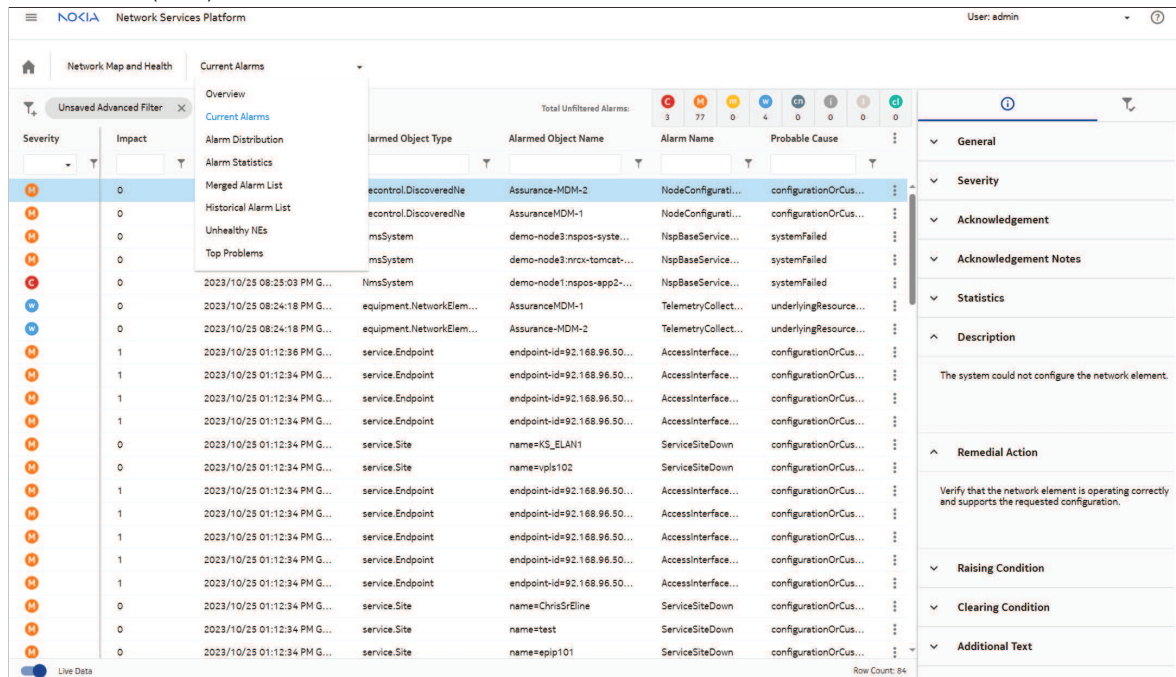 NOKIA Network Services Platform User: admin
Network Map and Health Current Alarms
Overview
Current Alarms
Alarm Distribution
Alarm Statistics
Merged Alarm List
Historical Alarm List
Unhealthy NEs
Top Problems
Unsaved Advanced Filter Total Unfiltered Alarms: C 3 M 77 m 0 w 4 cn 0 i 0 I 0 cl 0
Severity Impact larmed Object Type Alarmed Object Name Alarm Name Probable Cause
M 0 econtrol.DiscoveredNe Assurance-MDM-2 NodeConfigurati... configurationOrCus...
M 0 econtrol.DiscoveredNe AssuranceMDM-1 NodeConfigurati... configurationOrCus...
M 0 msSystem demo-node3:nspos-syste... NspBaseService... systemFailed
M 0 msSystem demo-node3:nrcx-tomcat-... NspBaseService... systemFailed
C 0 2023/10/25 08:25:03 PM G... NmsSystem demo-node1:nspos-app2-... NspBaseService... systemFailed
w 0 2023/10/25 08:24:18 PM G... equipment.NetworkElem... AssuranceMDM-1 TelemetryCollect... underlyingResource...
w 0 2023/10/25 08:24:18 PM G... equipment.NetworkElem... Assurance-MDM-2 TelemetryCollect... underlyingResource...
M 1 2023/10/25 01:12:36 PM G... service.Endpoint endpoint-id=92.168.96.50... AccessInterface... configurationOrCus...
M 1 2023/10/25 01:12:34 PM G... service.Endpoint endpoint-id=92.168.96.50... AccessInterface... configurationOrCus...
M 1 2023/10/25 01:12:34 PM G... service.Endpoint endpoint-id=92.168.96.50... AccessInterface... configurationOrCus...
M 1 2023/10/25 01:12:34 PM G... service.Endpoint endpoint-id=92.168.96.50... AccessInterface... configurationOrCus...
M 0 2023/10/25 01:12:34 PM G... service.Site name=KS_ELAN1 ServiceSiteDown configurationOrCus...
M 0 2023/10/25 01:12:34 PM G... service.Site name=vpls102 ServiceSiteDown configurationOrCus...
M 1 2023/10/25 01:12:34 PM G... service.Endpoint endpoint-id=92.168.96.50... AccessInterface... configurationOrCus...
M 1 2023/10/25 01:12:34 PM G... service.Endpoint endpoint-id=92.168.96.50... AccessInterface... configurationOrCus...
M 1 2023/10/25 01:12:34 PM G... service.Endpoint endpoint-id=92.168.96.50... AccessInterface... configurationOrCus...
M 1 2023/10/25 01:12:34 PM G... service.Endpoint endpoint-id=92.168.96.50... AccessInterface... configurationOrCus...
M 1 2023/10/25 01:12:34 PM G... service.Endpoint endpoint-id=92.168.96.50... AccessInterface... configurationOrCus...
M 0 2023/10/25 01:12:34 PM G... service.Site name=ChrisSrEline ServiceSiteDown configurationOrCus...
M 0 2023/10/25 01:12:34 PM G... service.Site name=test ServiceSiteDown configurationOrCus...
M 0 2023/10/25 01:12:34 PM G... service.Site name=epip101 ServiceSiteDown configurationOrCus...
Live Data Row Count: 84
General
Severity
Acknowledgement
Acknowledgement Notes
Statistics
Description
The system could not configure the network element.
Remedial Action
Verify that the network element is operating correctly
and supports the requested configuration.
Raising Condition
Clearing Condition
Additional Text